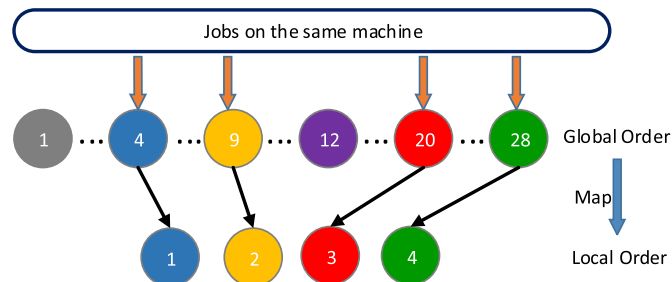 Jobs on the same machine
1 ... 4 ... 9 ... 12 ... 20 ... 28 Global Order
Map
1 2 3 4 Local Order